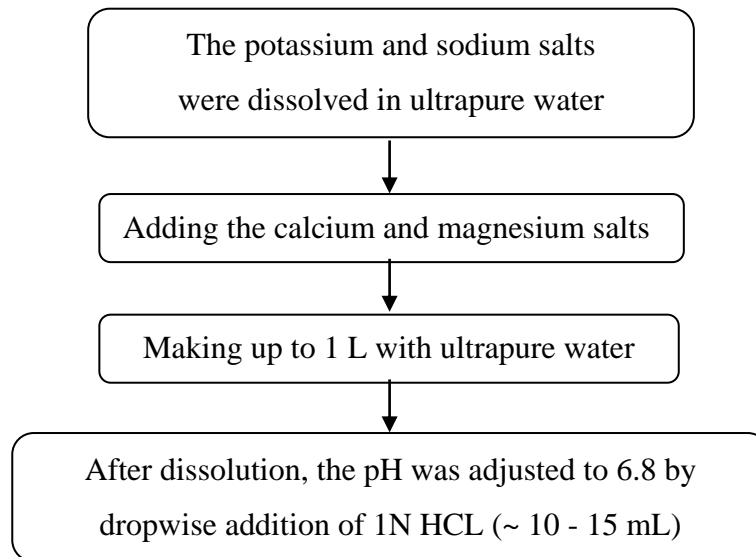 The potassium and sodium salts
were dissolved in ultrapure water
Adding the calcium and magnesium salts
Making up to 1 L with ultrapure water
After dissolution, the pH was adjusted to 6.8 by
dropwise addition of 1N HCL (~ 10 - 15 mL)